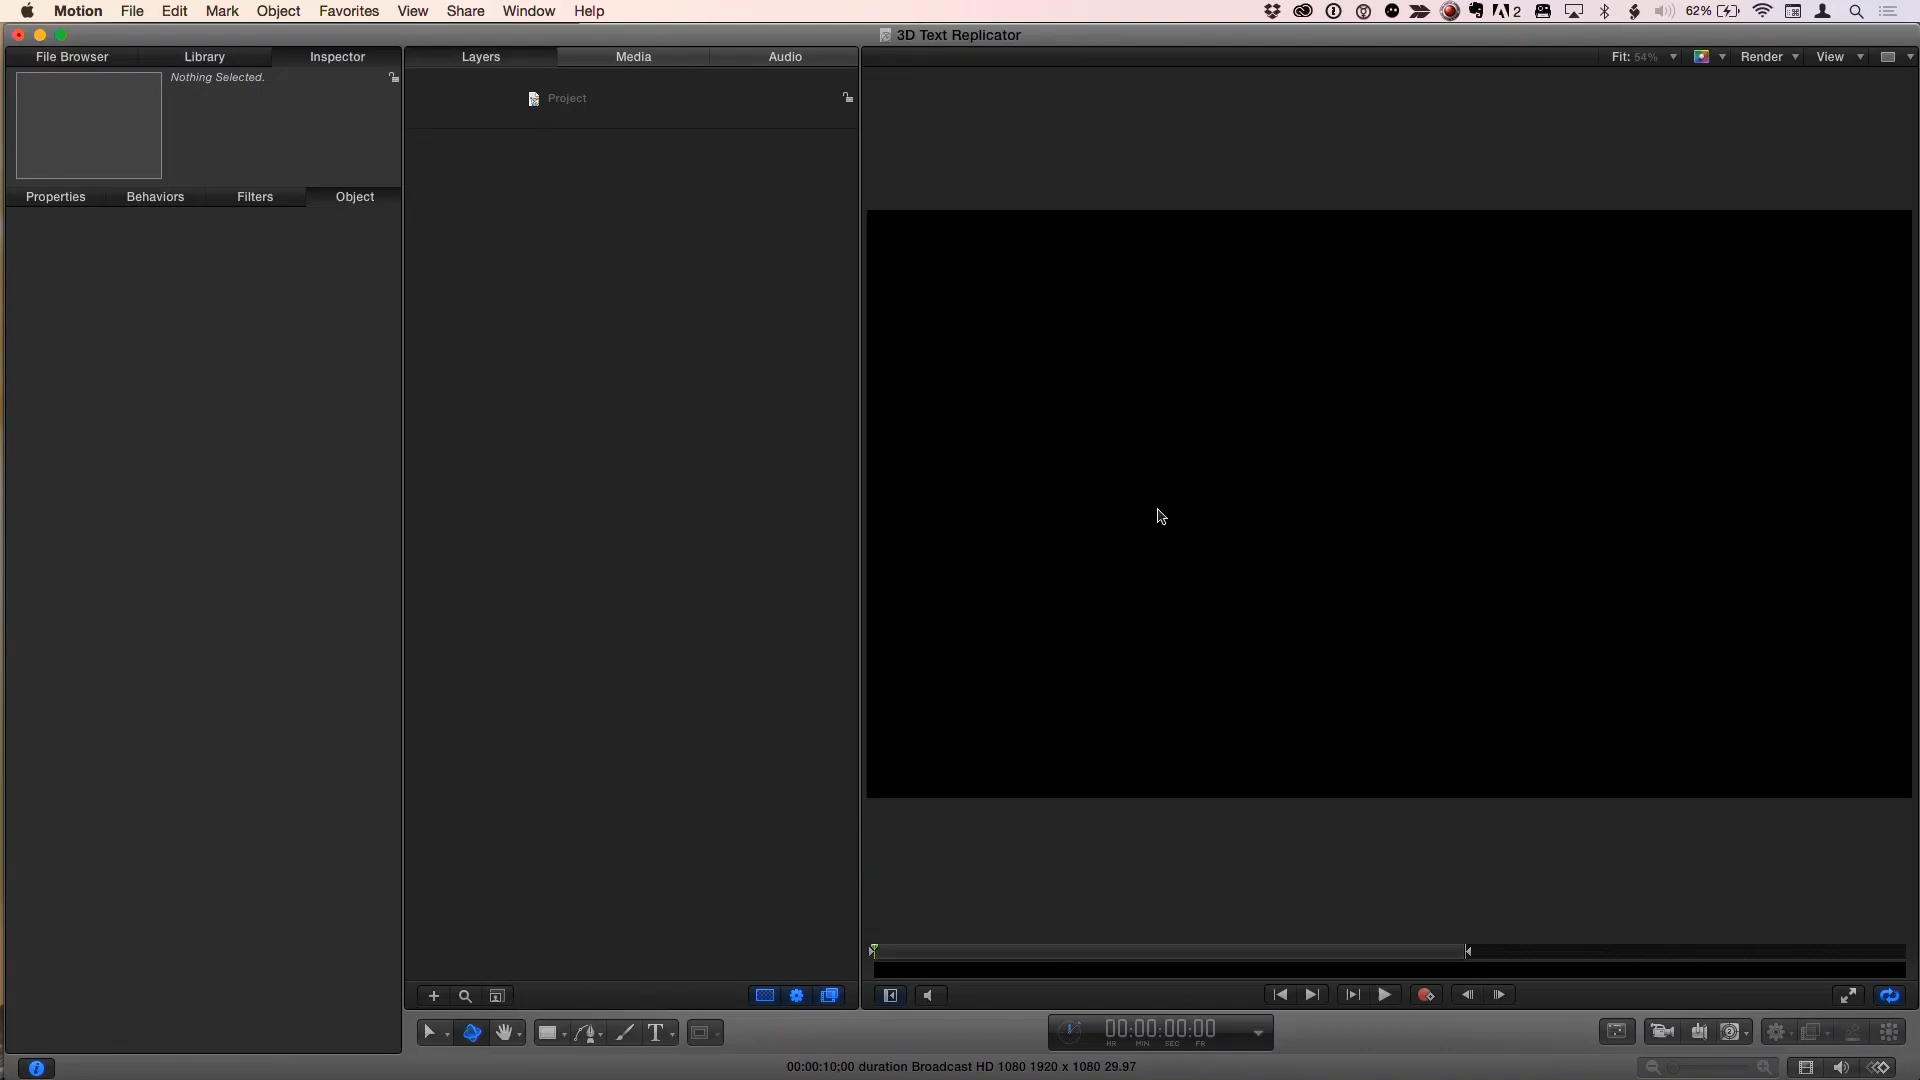 Motion File Edit Mark Object Favorites View Share Window Help 2 62%
3D Text Replicator
File Browser Library Inspector Layers Media Audio Fit: 54% Render View
Nothing Selected.
Project
Properties Behaviors Filters Object
T 00:00:00:00
HR MIN SEC FR
00:00:10;00 duration Broadcast HD 1080 1920 x 1080 29.97